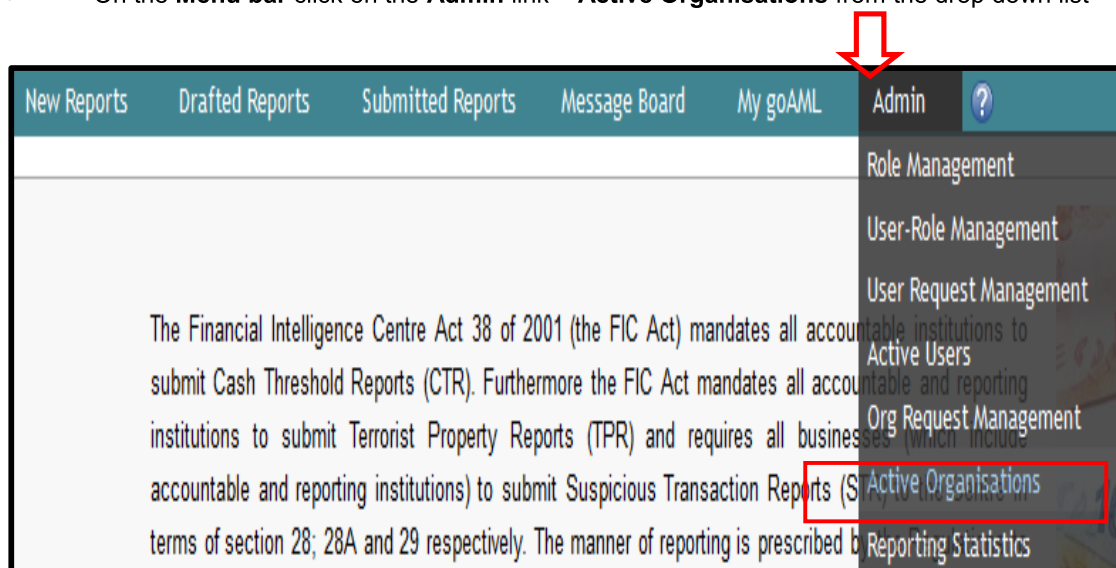 On the Menu bar click on the Admin link – Active Organisations from the drop down list
New Reports Drafted Reports Submitted Reports Message Board My goAML Admin ?
Role Management
User-Role Management
User Request Management
Active Users
Org Request Management
Active Organisations
Reporting Statistics
The Financial Intelligence Centre Act 38 of 2001 (the FIC Act) mandates all accountable institutions to
submit Cash Threshold Reports (CTR). Furthermore the FIC Act mandates all accountable and reporting
institutions to submit Terrorist Property Reports (TPR) and requires all businesses (which include
accountable and reporting institutions) to submit Suspicious Transaction Reports (STR) to the Centre in
terms of section 28; 28A and 29 respectively. The manner of reporting is prescribed by